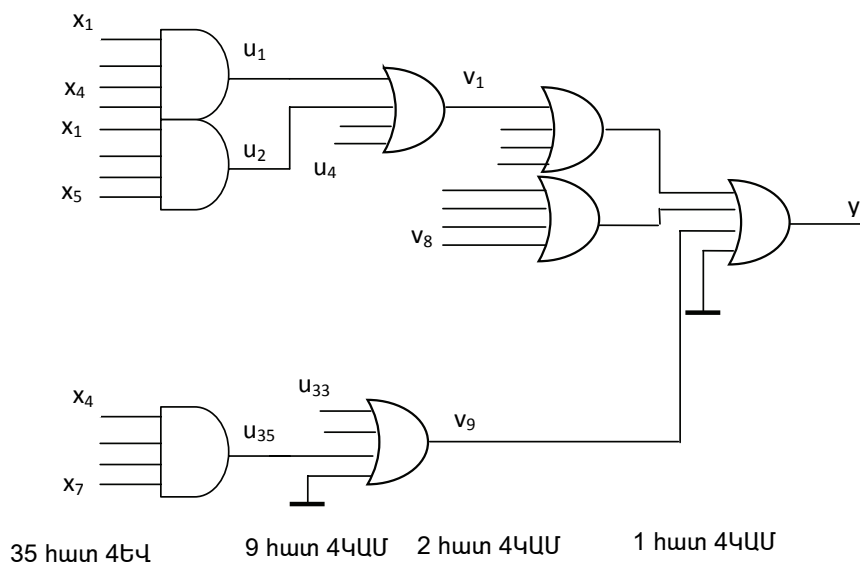 x₁
u₁
x₄
x₁
u₂
x₅
u₄
v₁
v₈
y
x₄
u₃₃
u₃₅
v₉
x₇
35 հատ 4ԵՎ
9 հատ 4ԿԱՄ
2 հատ 4ԿԱՄ
1 հատ 4ԿԱՄ